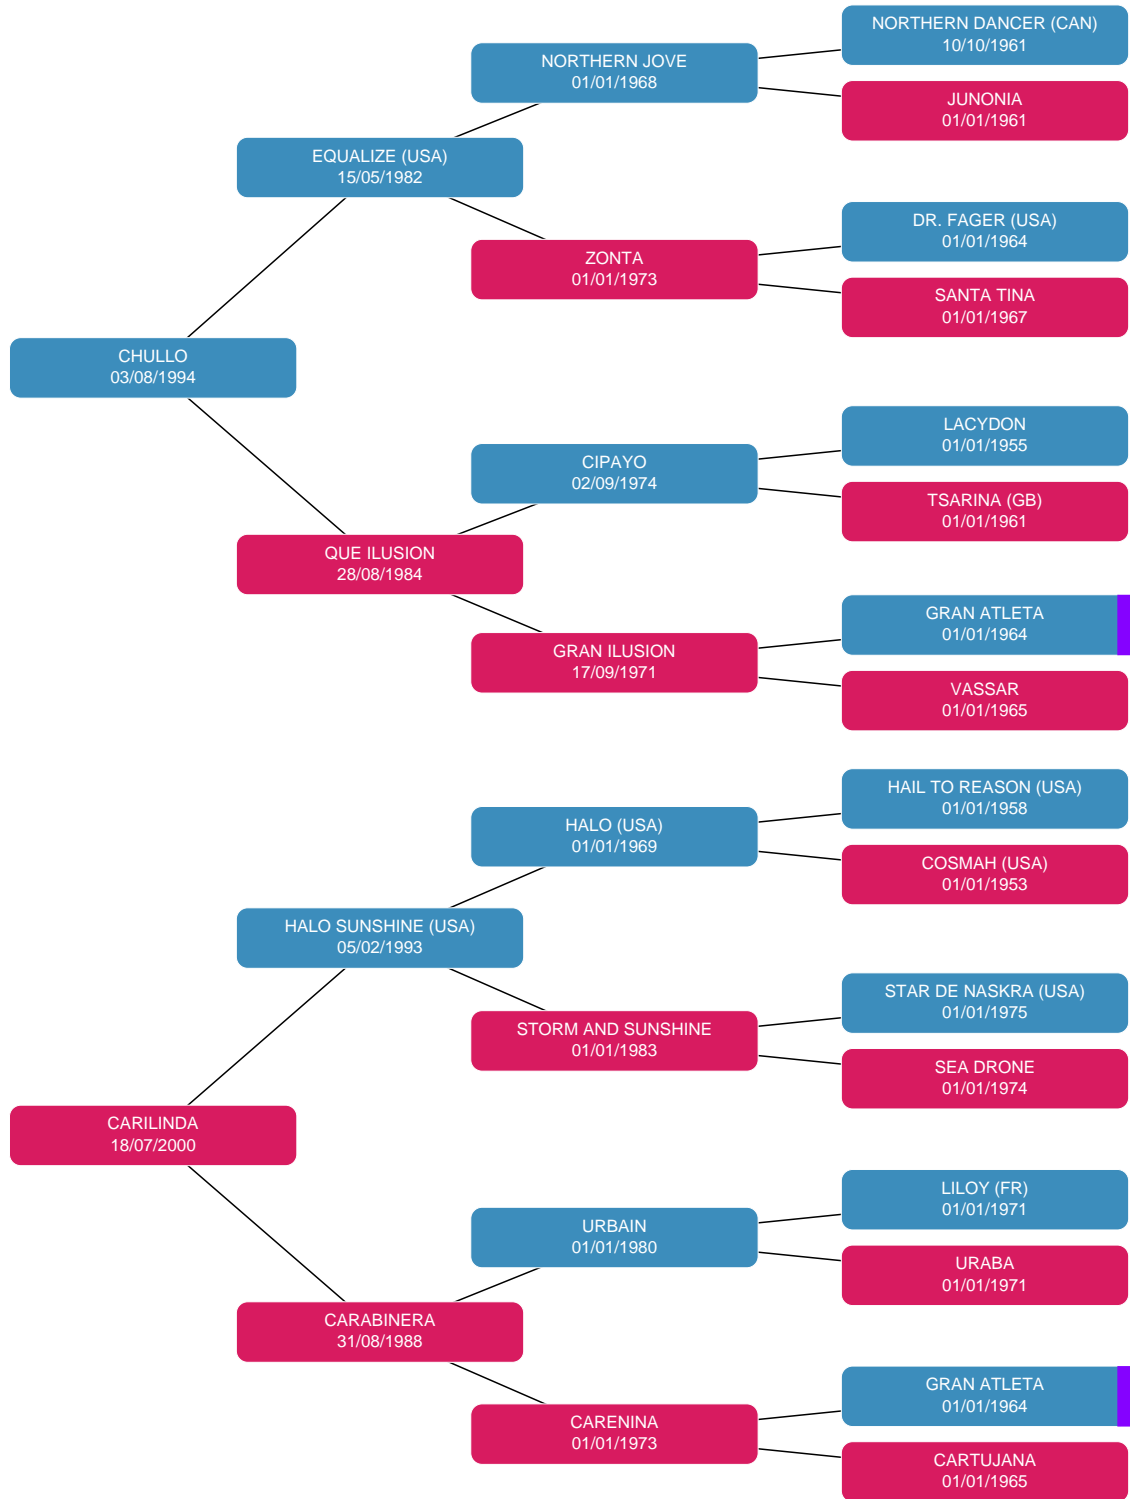 NORTHERN DANCER (CAN)
10/10/1961
NORTHERN JOVE
01/01/1968
JUNONIA
01/01/1961
EQUALIZE (USA)
15/05/1982
DR. FAGER (USA)
01/01/1964
ZONTA
01/01/1973
SANTA TINA
01/01/1967
CHULLO
03/08/1994
LACYDON
01/01/1955
CIPAYO
02/09/1974
TSARINA (GB)
01/01/1961
QUE ILUSION
28/08/1984
GRAN ATLETA
01/01/1964
GRAN ILUSION
17/09/1971
VASSAR
01/01/1965
HAIL TO REASON (USA)
01/01/1958
HALO (USA)
01/01/1969
COSMAH (USA)
01/01/1953
HALO SUNSHINE (USA)
05/02/1993
STAR DE NASKRA (USA)
01/01/1975
STORM AND SUNSHINE
01/01/1983
SEA DRONE
01/01/1974
CARILINDA
18/07/2000
LILOY (FR)
01/01/1971
URBAIN
01/01/1980
URABA
01/01/1971
CARABINERA
31/08/1988
GRAN ATLETA
01/01/1964
CARENINA
01/01/1973
CARTUJANA
01/01/1965